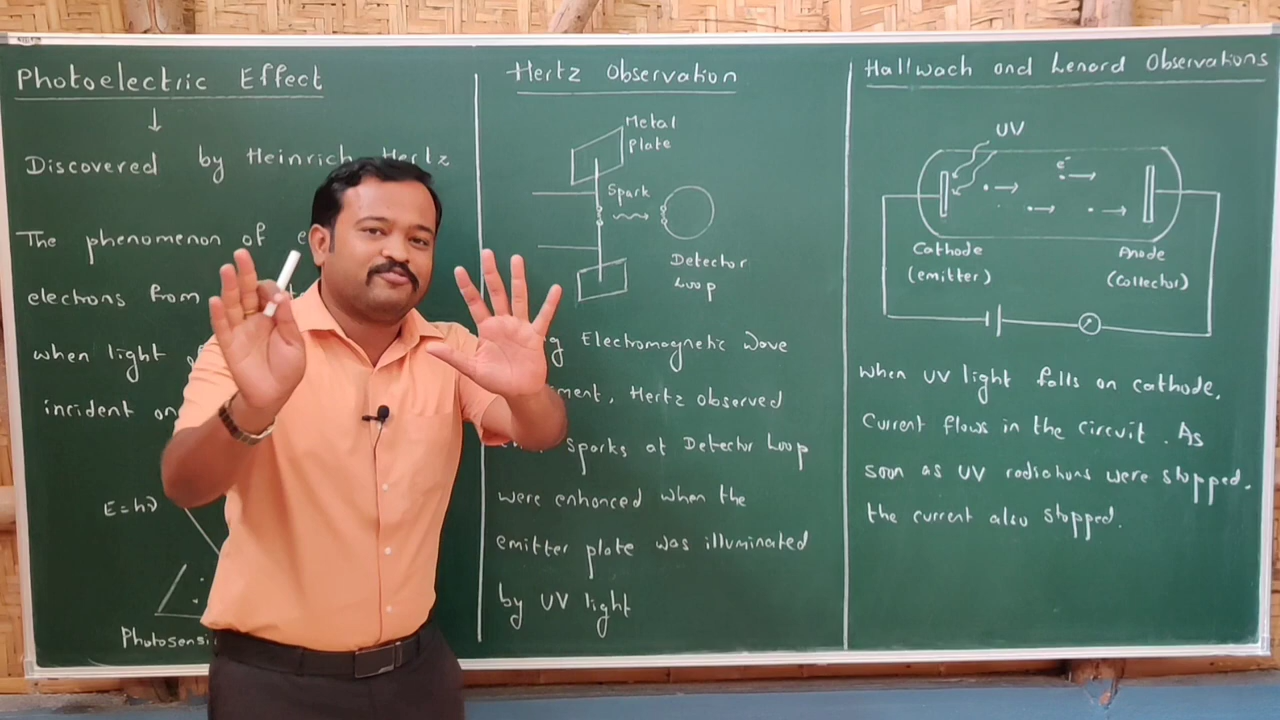 Photoelectric Effect
Discovered by Heinrich Hertz
The phenomenon of
electrons from
when light
incident on
E=hν
Hertz Observation
Metal
Plate
Spark
Detector
Loop
Electromagnetic Wave
Hertz observed
Sparks at Detector Loop
were enhanced when the
emitter plate was illuminated
by UV light
Hallwach and Lenard Observations
UV
e⁻
Cathode
(emitter)
Anode
(Collector)
When UV light falls on cathode,
Current flows in the circuit. As
soon as UV radiations were stopped.
the current also stopped.